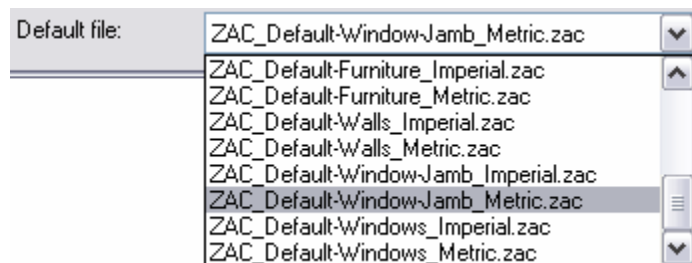 Default file:
ZAC_Default-Window-Jamb_Metric.zac
ZAC_Default-Furniture_Imperial.zac
ZAC_Default-Furniture_Metric.zac
ZAC_Default-Walls_Imperial.zac
ZAC_Default-Walls_Metric.zac
ZAC_Default-Window-Jamb_Imperial.zac
ZAC_Default-Window-Jamb_Metric.zac
ZAC_Default-Windows_Imperial.zac
ZAC_Default-Windows_Metric.zac